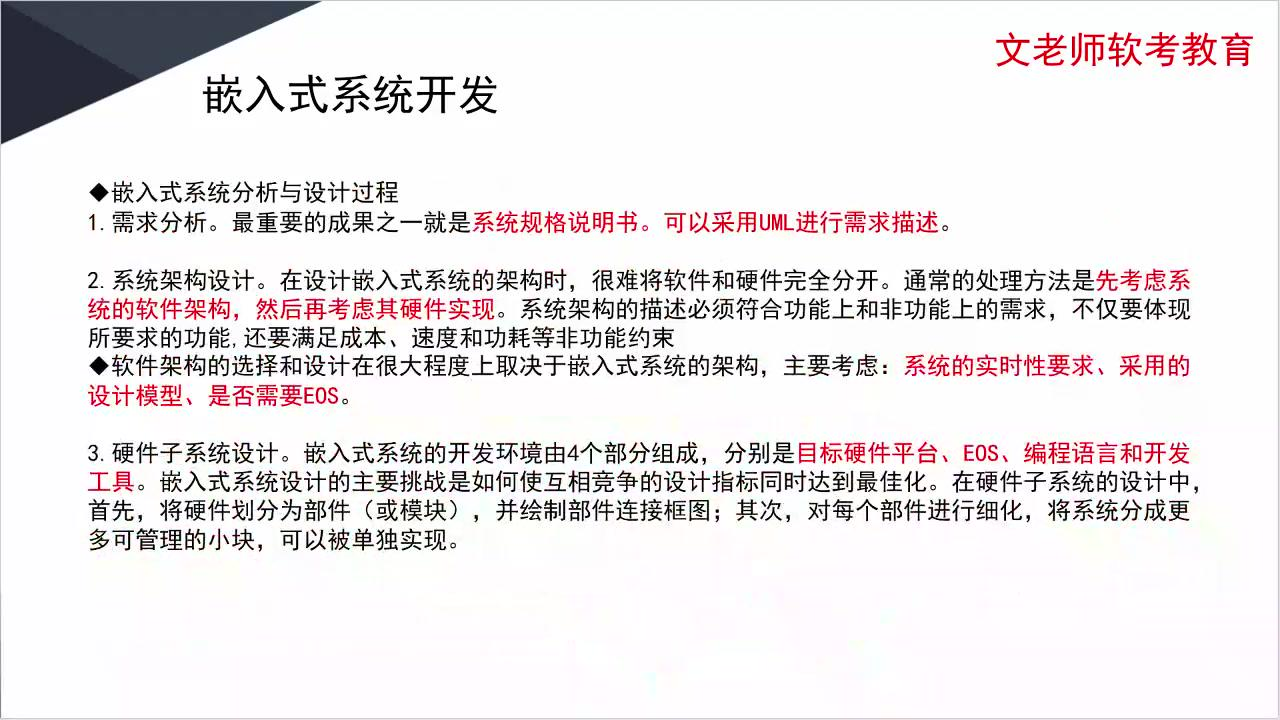 文老师软考教育
嵌入式系统开发
◆嵌入式系统分析与设计过程
1.需求分析。最重要的成果之一就是系统规格说明书。可以采用UML进行需求描述。
2.系统架构设计。在设计嵌入式系统的架构时，很难将软件和硬件完全分开。通常的处理方法是先考虑系
统的软件架构，然后再考虑其硬件实现。系统架构的描述必须符合功能上和非功能上的需求，不仅要体现
所要求的功能,还要满足成本、速度和功耗等非功能约束
◆软件架构的选择和设计在很大程度上取决于嵌入式系统的架构，主要考虑：系统的实时性要求、采用的
设计模型、是否需要EOS。
3.硬件子系统设计。嵌入式系统的开发环境由4个部分组成，分别是目标硬件平台、EOS、编程语言和开发
工具。嵌入式系统设计的主要挑战是如何使互相竞争的设计指标同时达到最佳化。在硬件子系统的设计中，
首先，将硬件划分为部件（或模块），并绘制部件连接框图；其次，对每个部件进行细化，将系统分成更
多可管理的小块，可以被单独实现。